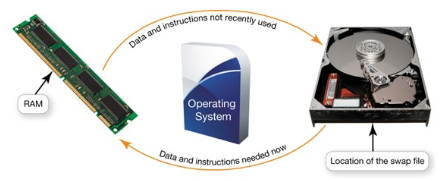 Data and instructions not recently used
RAM
Operating
System
Data and instructions needed now
Location of the swap file